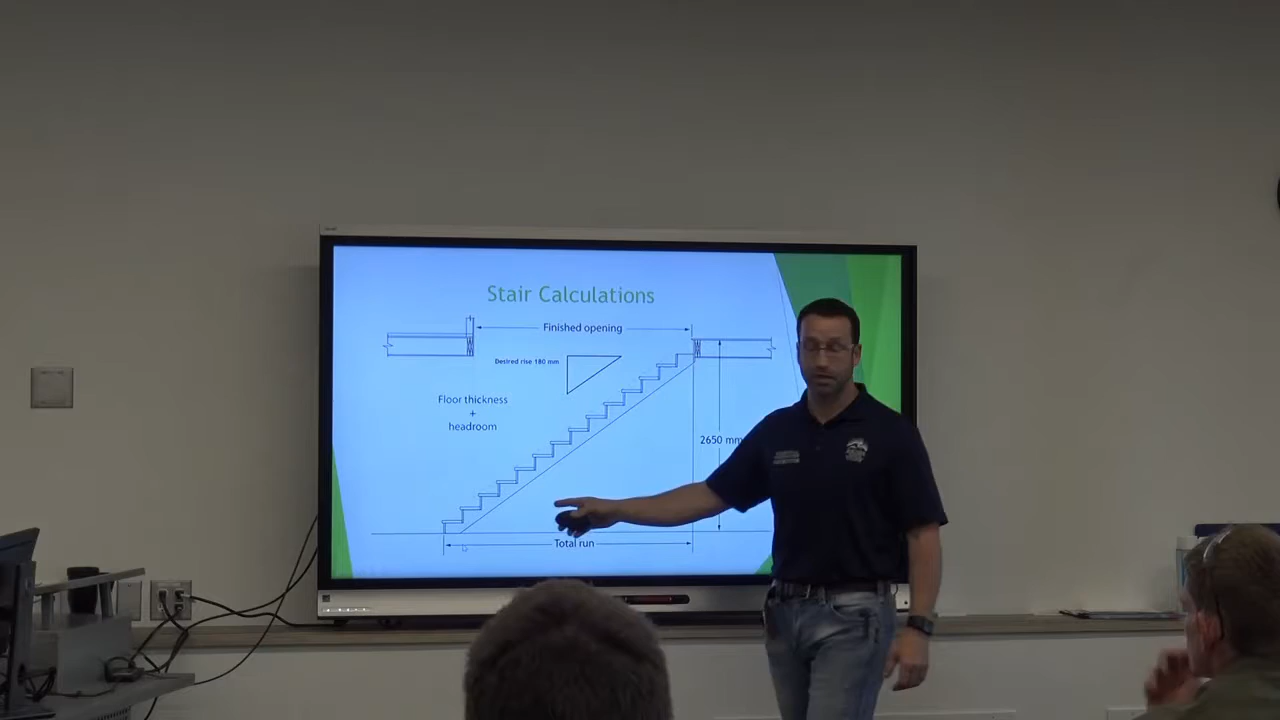 Stair Calculations
Finished opening
Desired rise 180 mm
Floor thickness
+
headroom
2650 mm
Total run